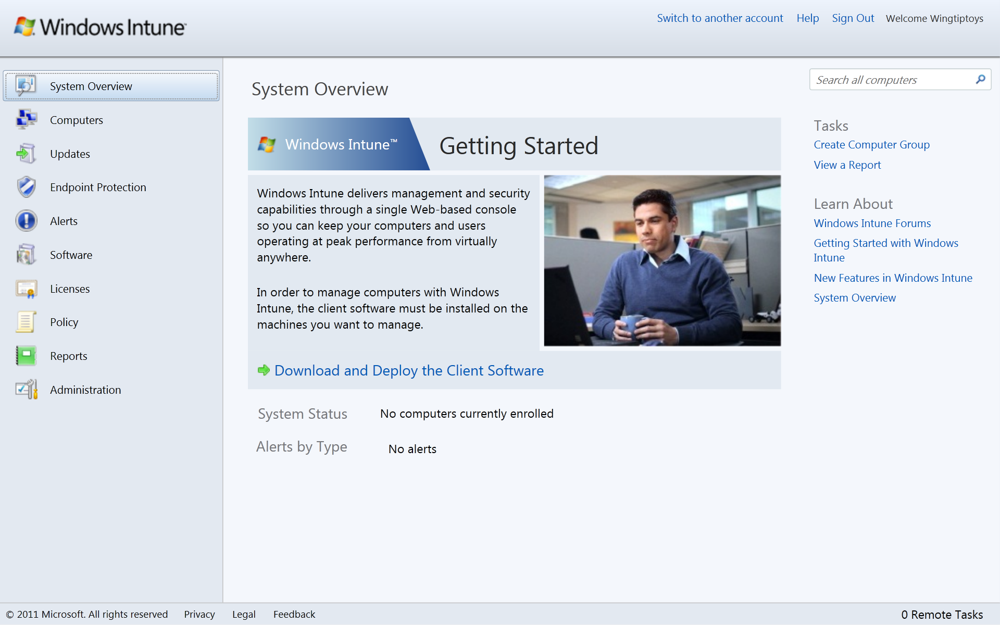 Windows Intune™
Switch to another account Help Sign Out Welcome Wingtiptoys
System Overview
Computers
Updates
Endpoint Protection
Alerts
Software
Licenses
Policy
Reports
Administration
System Overview
Windows Intune™
Getting Started
Windows Intune delivers management and security
capabilities through a single Web-based console
so you can keep your computers and users
operating at peak performance from virtually
anywhere.
In order to manage computers with Windows
Intune, the client software must be installed on the
machines you want to manage.
Download and Deploy the Client Software
System Status No computers currently enrolled
Alerts by Type No alerts
Search all computers
Tasks
Create Computer Group
View a Report
Learn About
Windows Intune Forums
Getting Started with Windows
Intune
New Features in Windows Intune
System Overview
© 2011 Microsoft. All rights reserved Privacy Legal Feedback
0 Remote Tasks